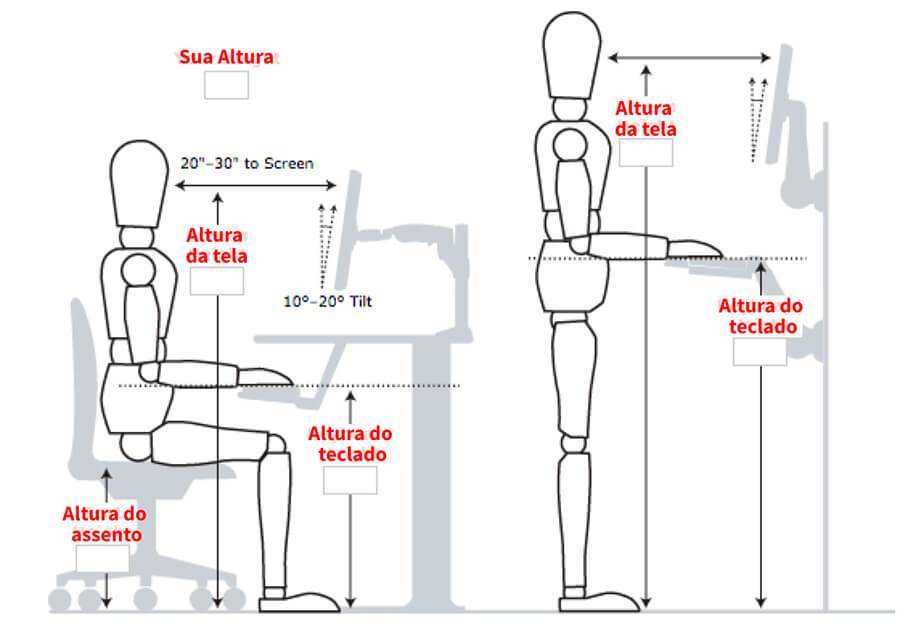 Sua Altura
20"–30" to Screen
Altura
da tela
10°–20° Tilt
Altura do
teclado
Altura do
assento
Altura
da tela
Altura do
teclado